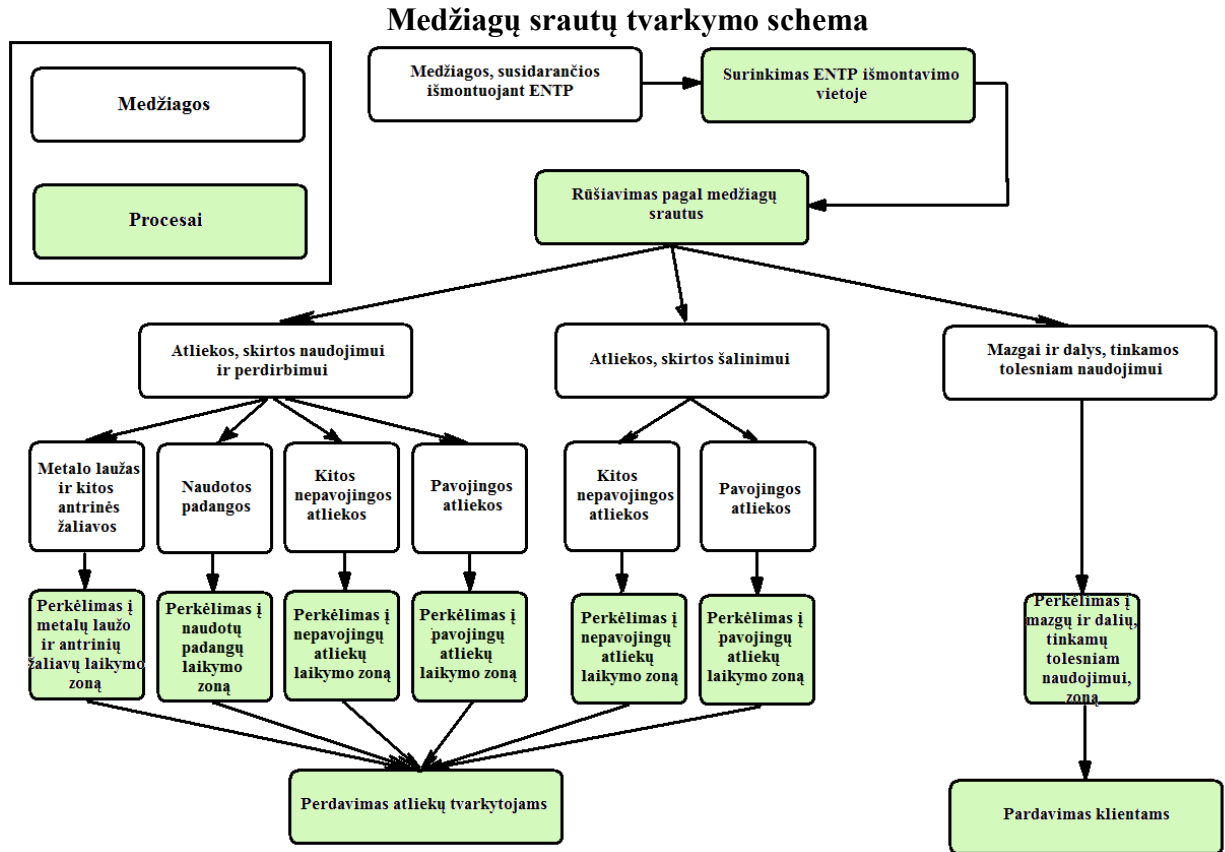 Medžiagų srautų tvarkymo schema
Medžiagos
Procesai
Medžiagos, susidarančios
išmontuojant ENTP
Surinkimas ENTP išmontavimo
vietoje
Rūšiavimas pagal medžiagų
srautus
Atliekos, skirtos naudojimui
ir perdirbimui
Atliekos, skirtos šalinimui
Mazgai ir dalys, tinkamos
tolesniam naudojimui
Metalo laužas
ir kitos
antrinės
žaliavos
Naudotos
padangos
Kitos
nepavojingos
atliekos
Pavojingos
atliekos
Kitos
nepavojingos
atliekos
Pavojingos
atliekos
Perkėlimas į
metalų laužo
ir antrinių
žaliavų laikymo
zoną
Perkėlimas į
naudotų
padangų
laikymo
zoną
Perkėlimas į
nepavojingų
atliekų
laikymo zoną
Perkėlimas į
pavojingų
atliekų
laikymo zoną
Perkėlimas į
nepavojingų
atliekų
laikymo zoną
Perkėlimas į
pavojingų
atliekų
laikymo zoną
Perkėlimas į
mazgų ir dalių,
tinkamų
tolesniam
naudojimui,
zoną
Perdavimas atliekų tvarkytojams
Pardavimas klientams